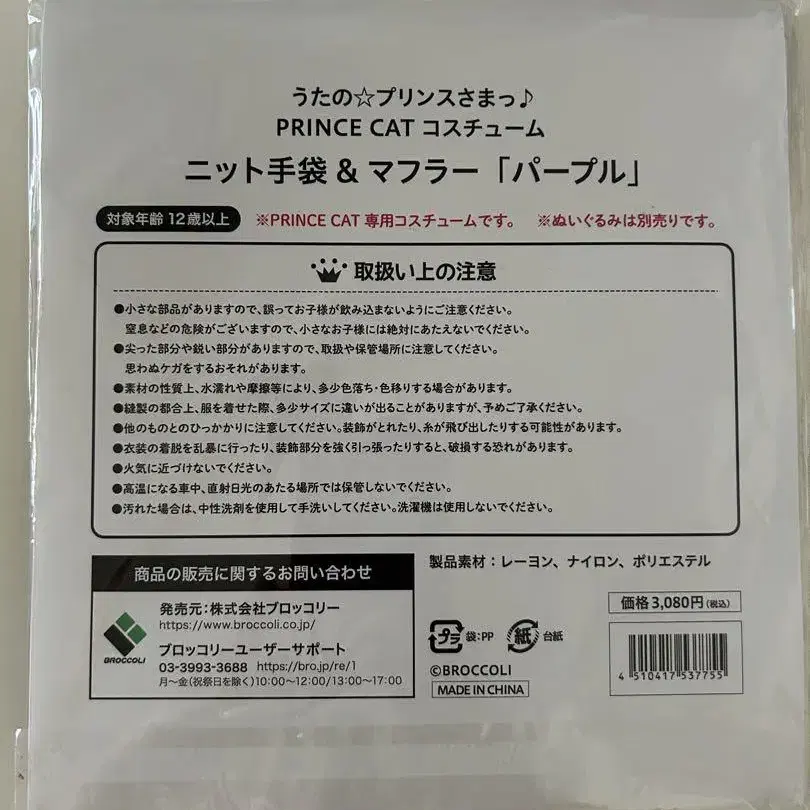 うたの☆プリンスさまっ♪
PRINCE CAT コスチューム
ニット手袋 & マフラー「パープル」
対象年齢 12歳以上 ※PRINCE CAT 専用コスチュームです。 ※ぬいぐるみは別売りです。
取扱い上の注意
●小さな部品がありますので、誤ってお子様が飲み込まないようにご注意ください。
窒息などの危険がございますので、小さなお子様には絶対にあたえないでください。
●尖った部分や鋭い部分がありますので、取扱や保管場所に注意してください。
思わぬケガをするおそれがあります。
●素材の性質上、水濡れや摩擦等により、多少色落ち・色移りする場合があります。
●縫製の都合上、服を着せた際、多少サイズに違いが出ることがありますが、予めご了承ください。
●他のものとのひっかかりに注意してください。装飾がとれたり、糸が飛び出したりする可能性があります。
●衣装の着脱を乱暴に行ったり、装飾部分を強く引っ張ったりすると、破損する恐れがあります。
●火気に近づけないでください。
●高温になる車中、直射日光のあたる場所では保管しないでください。
●汚れた場合は、中性洗剤を使用して手洗いしてください。洗濯機は使用しないでください。
商品の販売に関するお問い合わせ
発売元：株式会社ブロッコリー
https://www.broccoli.co.jp/
ブロッコリーユーザーサポート
03-3993-3688 https://bro.jp/re/1
月〜金(祝祭日を除く)10:00〜12:00/13:00〜17:00
BROCCOLI
製品素材：レーヨン、ナイロン、ポリエステル
価格 3,080円(税込)
プラ 袋：PP 紙 台紙
©BROCCOLI
MADE IN CHINA
4 510417 537755